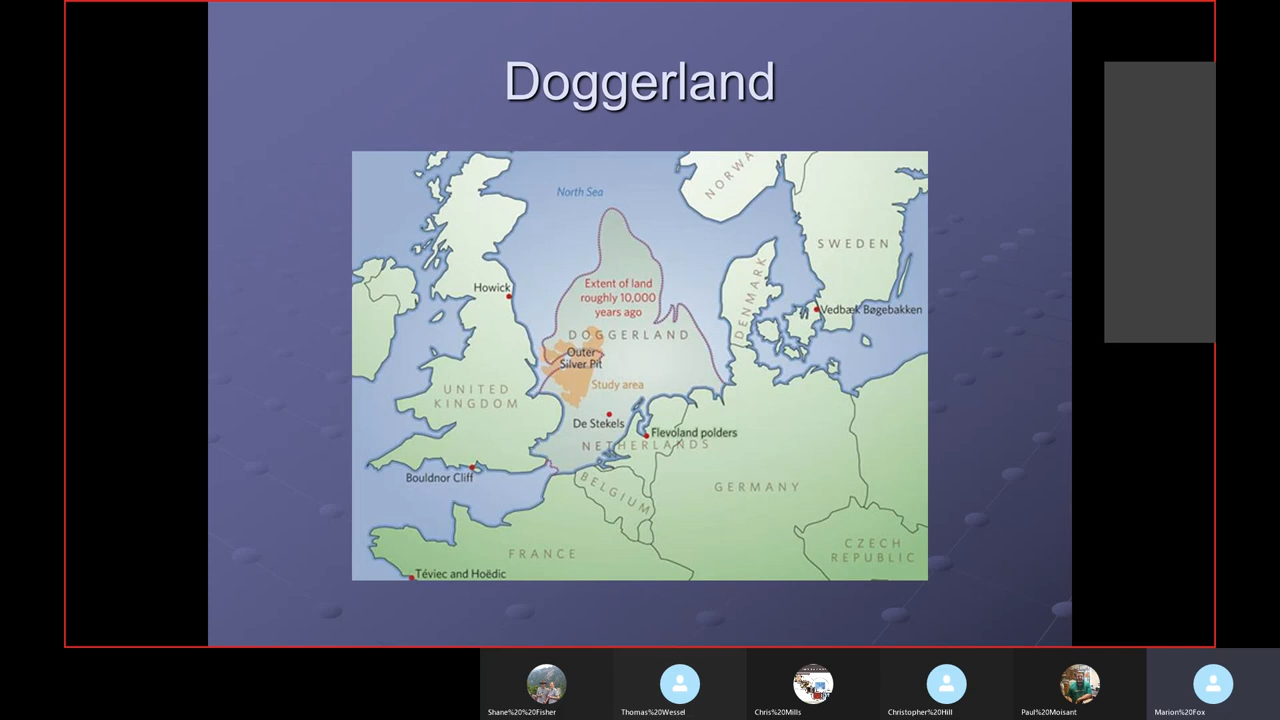 Doggerland
NORWA
North Sea
SWEDEN
Extent of land
roughly 10,000
years ago
Howick
DENMARK
Vedbæk Bøgebakken
DOGGERLAND
Outer
Silver Pit
Study area
UNITED
KINGDOM
De Stekels
Flevoland polders
NETHERLANDS
Bouldnor Cliff
BELGIUM
GERMANY
FRANCE
CZECH
REPUBLIC
Téviec and Hoëdic
Shane%20%20Fisher
Thomas%20Wessel
Chris%20Mills
Christopher%20Hill
Paul%20Moisant
Marion%20Fox